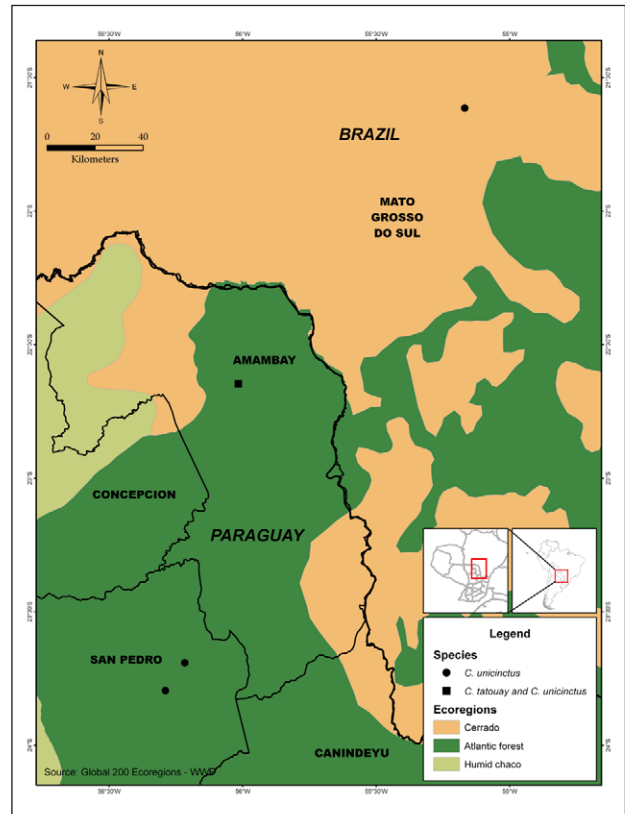 56°30'W 56°W 55°30'W 55°W
N
W E
S
0 20 40
Kilometers
21°30'S 21°30'S
BRAZIL
MATO
GROSSO
DO SUL
22°S 22°S
22°30'S 22°30'S
AMAMBAY
23°S 23°S
CONCEPCION
PARAGUAY
23°30'S 23°30'S
SAN PEDRO
24°S 24°S
CANINDEYU
Source: Global 200 Ecoregions - WWF
Legend
Species
C. unicinctus
C. tatouay and C. unicinctus
Ecoregions
Cerrado
Atlantic forest
Humid chaco
56°30'W 56°W 55°30'W 55°W